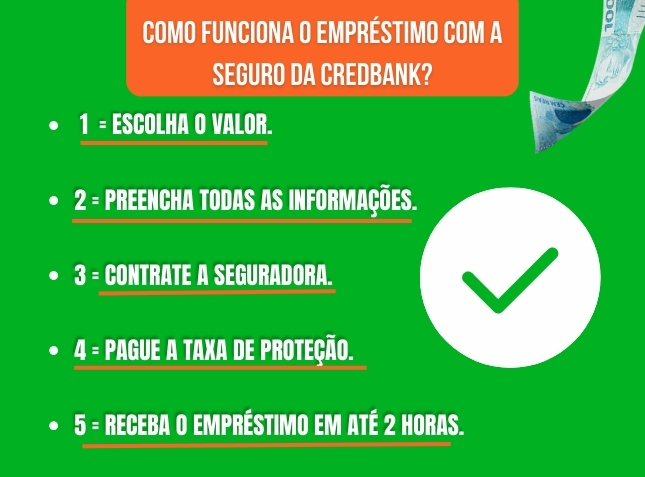 COMO FUNCIONA O EMPRÉSTIMO COM A
SEGURO DA CREDBANK?
1 = ESCOLHA O VALOR.
2 = PREENCHA TODAS AS INFORMAÇÕES.
3 = CONTRATE A SEGURADORA.
4 = PAGUE A TAXA DE PROTEÇÃO.
5 = RECEBA O EMPRÉSTIMO EM ATÉ 2 HORAS.